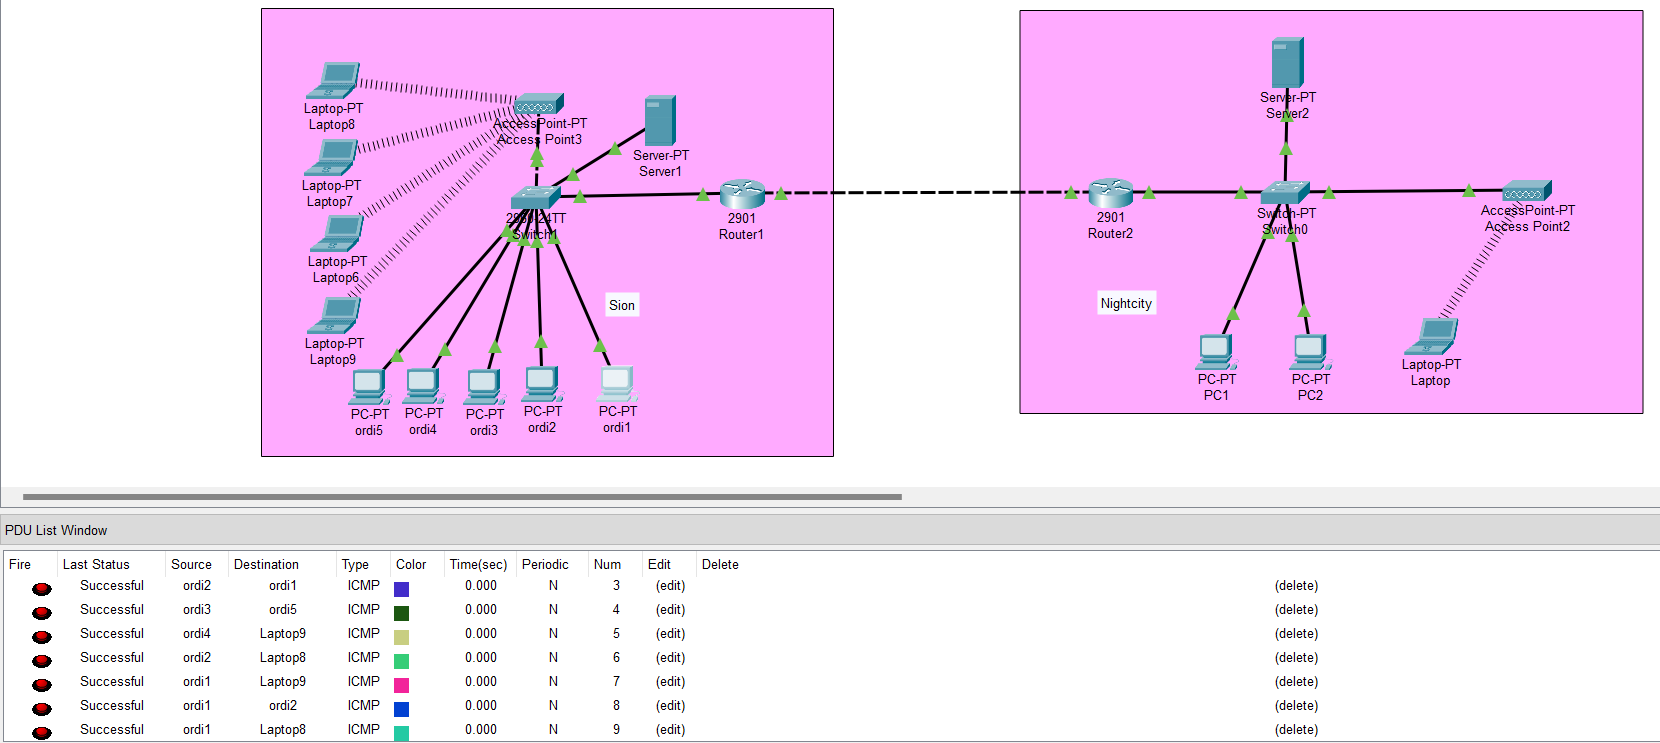 Laptop-PT
Laptop8
AccessPoint-PT
Access Point3
Server-PT
Server1
Laptop-PT
Laptop7
2960-24TT
Switch1
2901
Router1
Laptop-PT
Laptop6
Sion
Laptop-PT
Laptop9
PC-PT
ordi5
PC-PT
ordi4
PC-PT
ordi3
PC-PT
ordi2
PC-PT
ordi1
Server-PT
Server2
2901
Router2
Switch-PT
Switch0
AccessPoint-PT
Access Point2
Nightcity
PC-PT
PC1
PC-PT
PC2
Laptop-PT
Laptop
PDU List Window
Fire Last Status Source Destination Type Color Time(sec) Periodic Num Edit Delete
Successful ordi2 ordi1 ICMP 0.000 N 3 (edit) (delete)
Successful ordi3 ordi5 ICMP 0.000 N 4 (edit) (delete)
Successful ordi4 Laptop9 ICMP 0.000 N 5 (edit) (delete)
Successful ordi2 Laptop8 ICMP 0.000 N 6 (edit) (delete)
Successful ordi1 Laptop9 ICMP 0.000 N 7 (edit) (delete)
Successful ordi1 ordi2 ICMP 0.000 N 8 (edit) (delete)
Successful ordi1 Laptop8 ICMP 0.000 N 9 (edit) (delete)